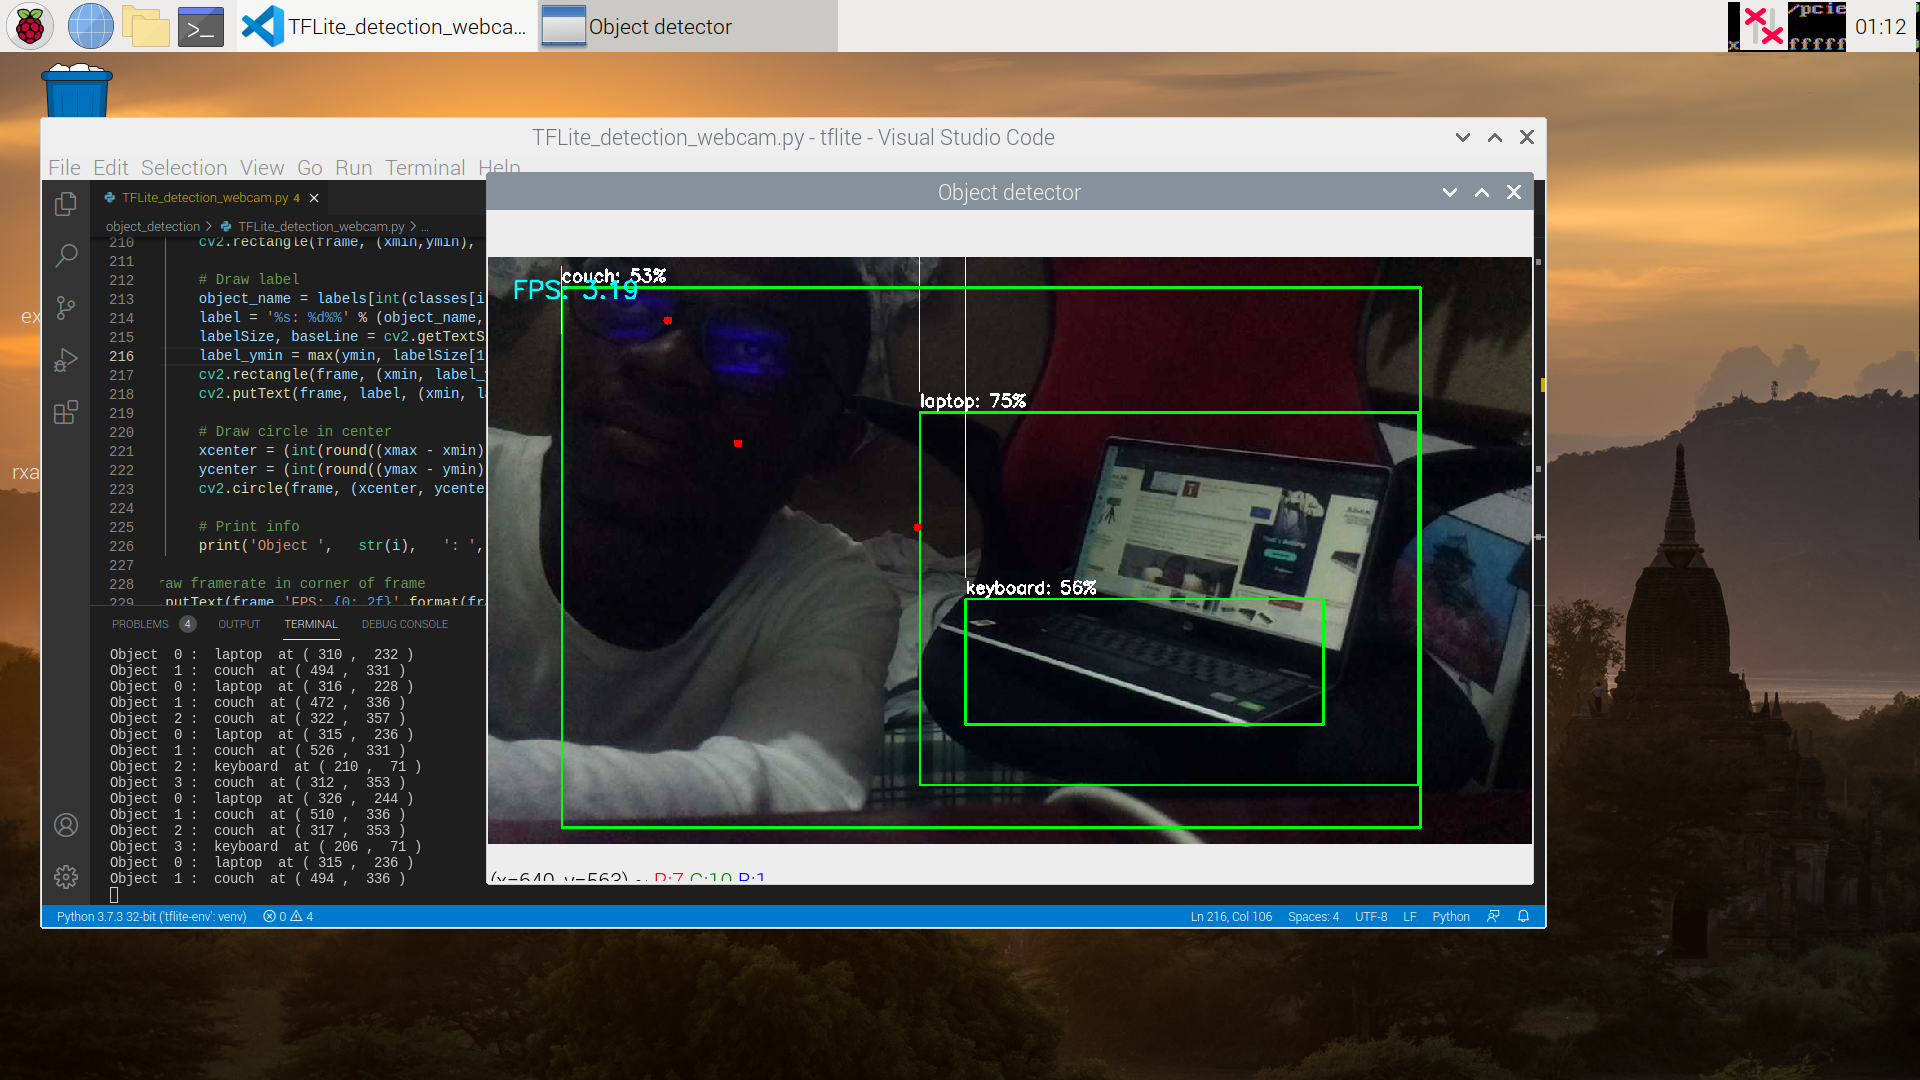 TFLite_detection_webca...
Object detector
/pcie
fffff
01:12
ex
rxa
TFLite_detection_webcam.py - tflite - Visual Studio Code
File Edit Selection View Go Run Terminal Help
TFLite_detection_webcam.py 4
object_detection > TFLite_detection_webcam.py > ...
210 cv2.rectangle(frame, (xmin,ymin),
211
212 # Draw label
213 object_name = labels[int(classes[i
214 label = '%s: %d%%' % (object_name,
215 labelSize, baseLine = cv2.getTextS
216 label_ymin = max(ymin, labelSize[1
217 cv2.rectangle(frame, (xmin, label_
218 cv2.putText(frame, label, (xmin, la
219
220 # Draw circle in center
221 xcenter = (int(round((xmax - xmin)
222 ycenter = (int(round((ymax - ymin)
223 cv2.circle(frame, (xcenter, ycente
224
225 # Print info
226 print('Object ', str(i), ': ',
227
228 raw framerate in corner of frame
229 putText(frame,'FPS: {0:.2f}'.format(fr
PROBLEMS 4 OUTPUT TERMINAL DEBUG CONSOLE
Object 0 : laptop at ( 310 , 232 )
Object 1 : couch at ( 494 , 331 )
Object 0 : laptop at ( 316 , 228 )
Object 1 : couch at ( 472 , 336 )
Object 2 : couch at ( 322 , 357 )
Object 0 : laptop at ( 315 , 236 )
Object 1 : couch at ( 526 , 331 )
Object 2 : keyboard at ( 210 , 71 )
Object 3 : couch at ( 312 , 353 )
Object 0 : laptop at ( 326 , 244 )
Object 1 : couch at ( 510 , 336 )
Object 2 : couch at ( 317 , 353 )
Object 3 : keyboard at ( 206 , 71 )
Object 0 : laptop at ( 315 , 236 )
Object 1 : couch at ( 494 , 336 )
Object detector
couch: 53%
FPS: 3.19
laptop: 75%
keyboard: 56%
(x=640, y=563) ~ R:7 G:10 B:1
Python 3.7.3 32-bit ('tflite-env': venv) 0 4
Ln 216, Col 106 Spaces: 4 UTF-8 LF Python